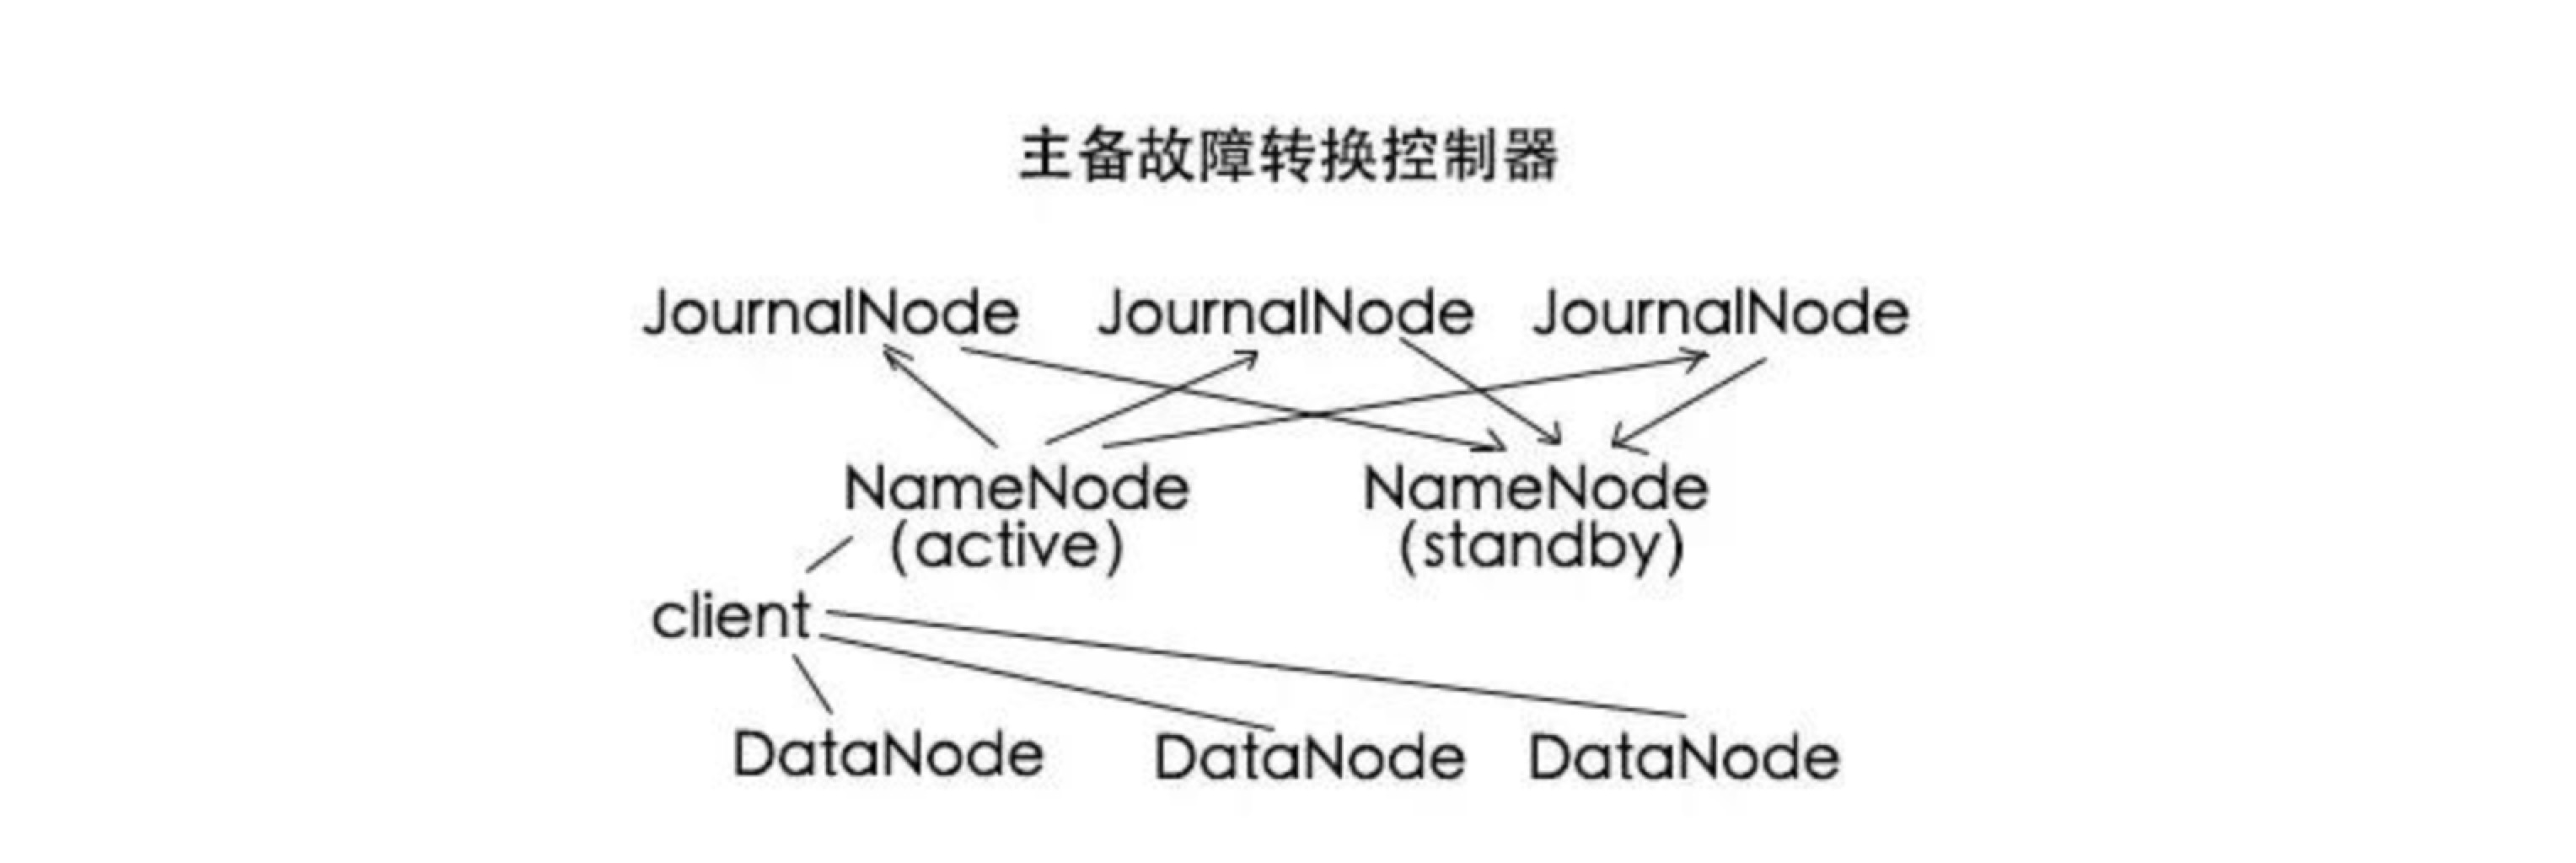 主备故障转换控制器
JournalNode JournalNode JournalNode
NameNode NameNode
(active) (standby)
client
DataNode DataNode DataNode